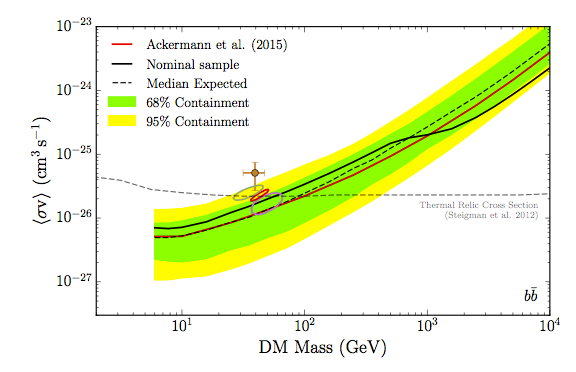 10⁻²³
10⁻²⁴
10⁻²⁵
10⁻²⁶
10⁻²⁷
⟨σv⟩ (cm³ s⁻¹)
Ackermann et al. (2015)
Nominal sample
Median Expected
68% Containment
95% Containment
Thermal Relic Cross Section
(Steigman et al. 2012)
bb̄
10¹ 10² 10³ 10⁴
DM Mass (GeV)